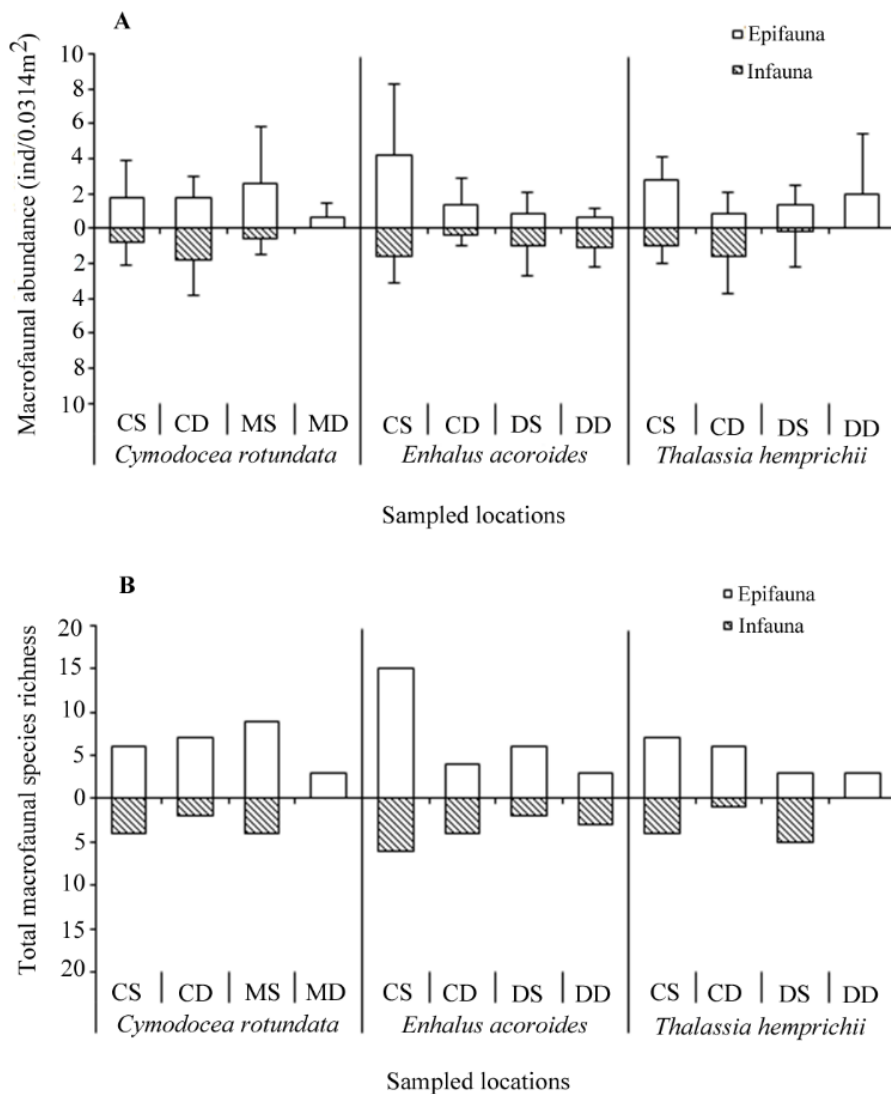 A
Macrofaunal abundance (ind/0.0314m²)
10
8
6
4
2
0
2
4
6
8
10
Epifauna
Infauna
CS | CD | MS | MD | CS | CD | DS | DD | CS | CD | DS | DD
Cymodocea rotundata Enhalus acoroides Thalassia hemprichii
Sampled locations
B
Total macrofaunal species richness
20
15
10
5
0
5
10
15
20
Epifauna
Infauna
CS | CD | MS | MD | CS | CD | DS | DD | CS | CD | DS | DD
Cymodocea rotundata Enhalus acoroides Thalassia hemprichii
Sampled locations